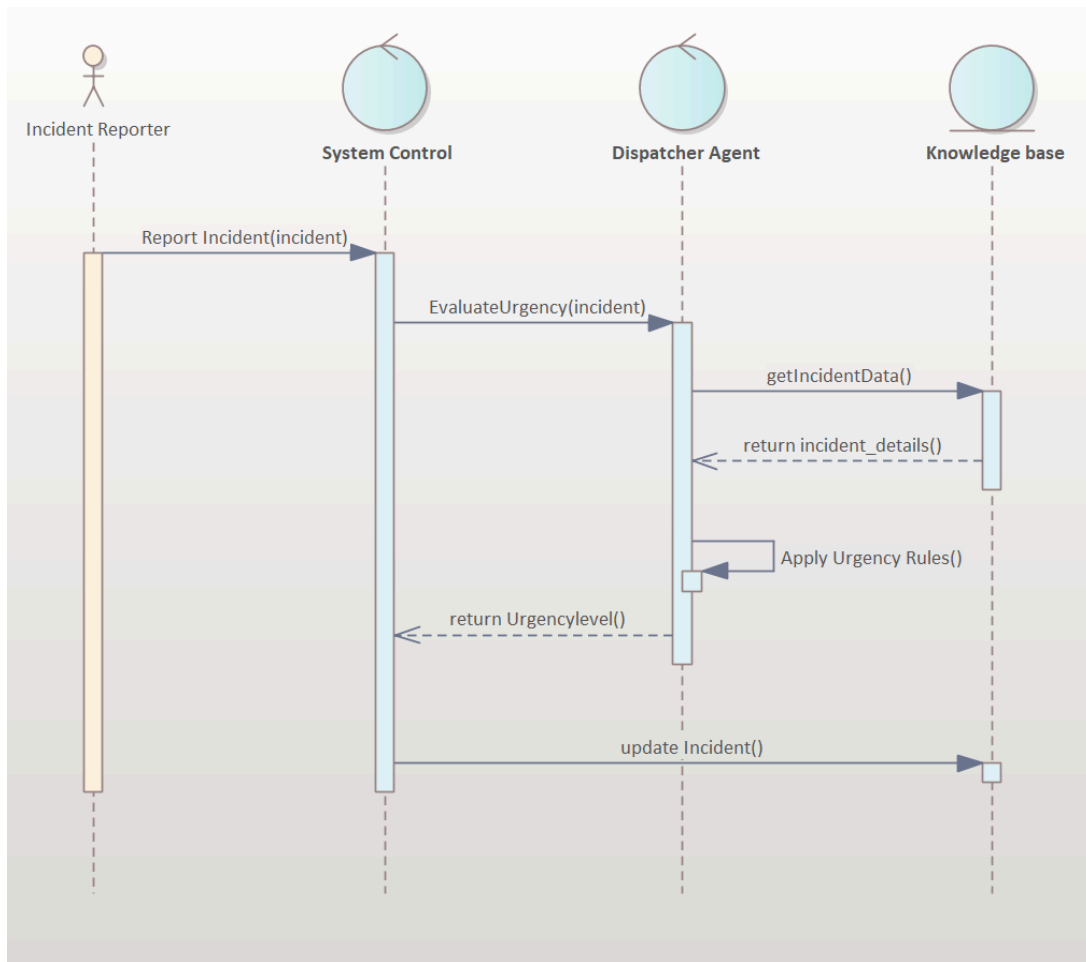 Incident Reporter
System Control
Dispatcher Agent
Knowledge base
Report Incident(incident)
EvaluateUrgency(incident)
getIncidentData()
return incident_details()
Apply Urgency Rules()
return Urgencylevel()
update Incident()